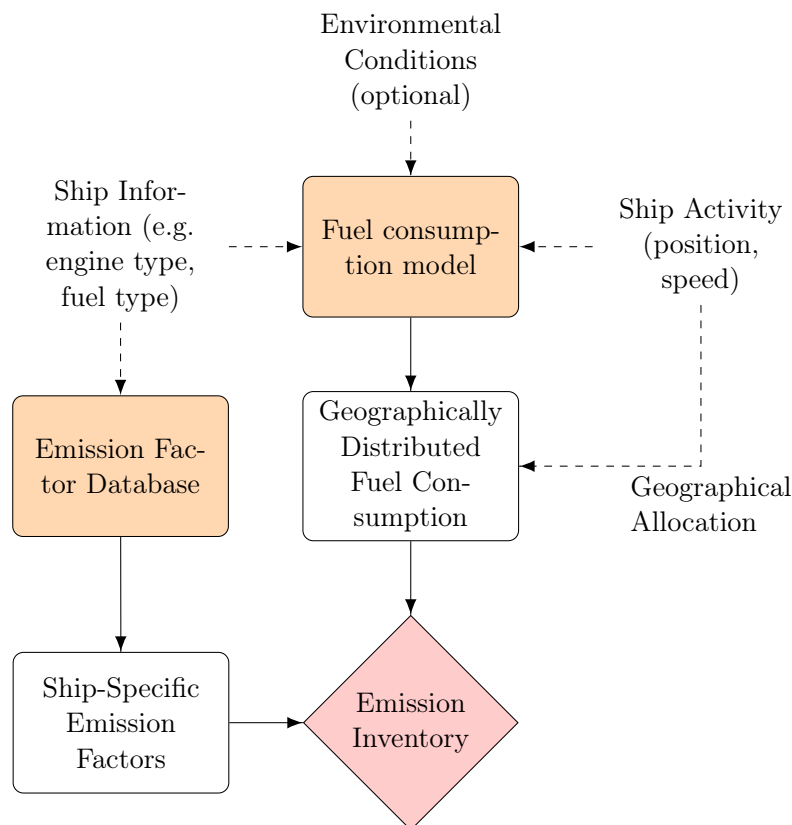 Environmental
Conditions
(optional)
Ship Infor-
mation (e.g.
engine type,
fuel type)
Fuel consump-
tion model
Ship Activity
(position,
speed)
Emission Fac-
tor Database
Geographically
Distributed
Fuel Con-
sumption
Geographical
Allocation
Ship-Specific
Emission
Factors
Emission
Inventory